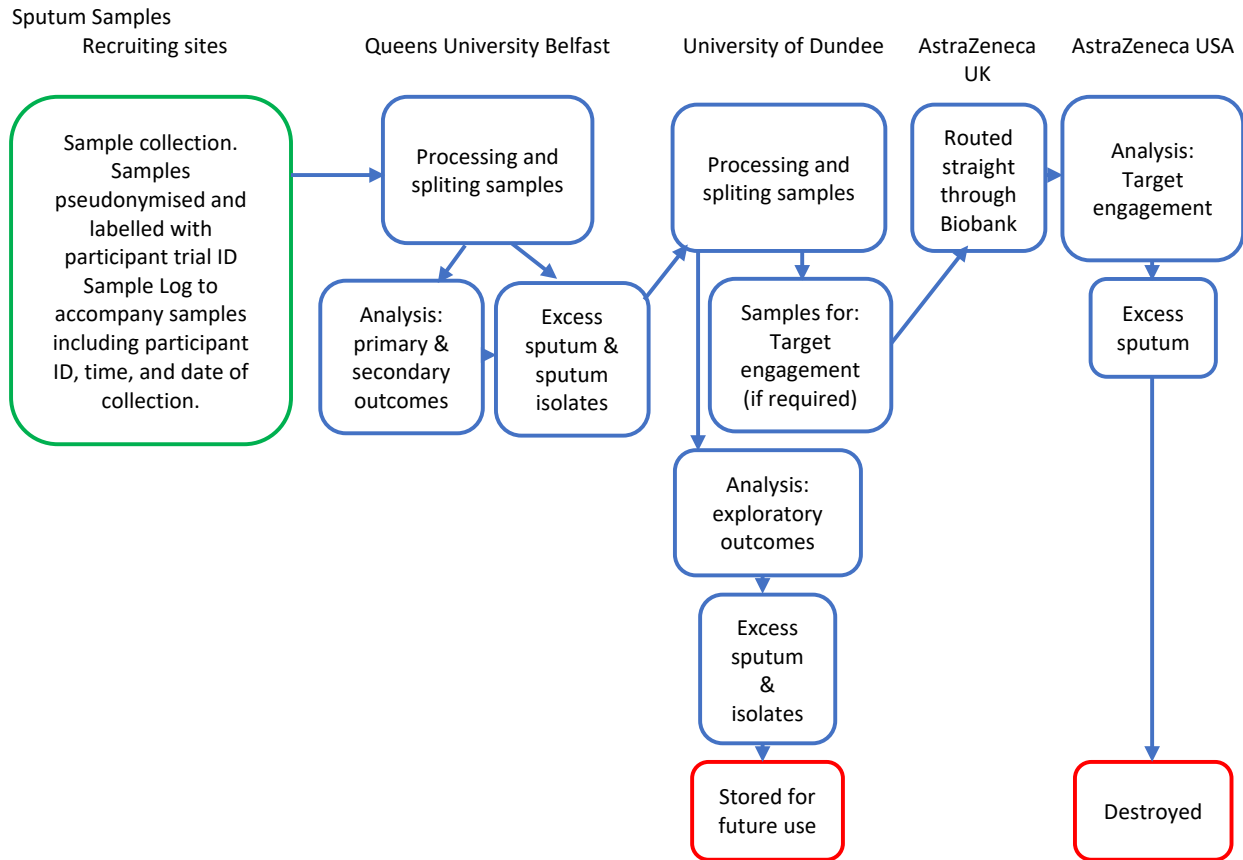 Sputum Samples
Recruiting sites
Queens University Belfast
University of Dundee
AstraZeneca
UK
AstraZeneca USA
Sample collection.
Samples
pseudonymised and
labelled with
participant trial ID
Sample Log to
accompany samples
including participant
ID, time, and date of
collection.
Processing and
spliting samples
Analysis:
primary &
secondary
outcomes
Excess
sputum &
sputum
isolates
Processing and
spliting samples
Samples for:
Target
engagement
(if required)
Analysis:
exploratory
outcomes
Excess
sputum
&
isolates
Stored for
future use
Routed
straight
through
Biobank
Analysis:
Target
engagement
Excess
sputum
Destroyed